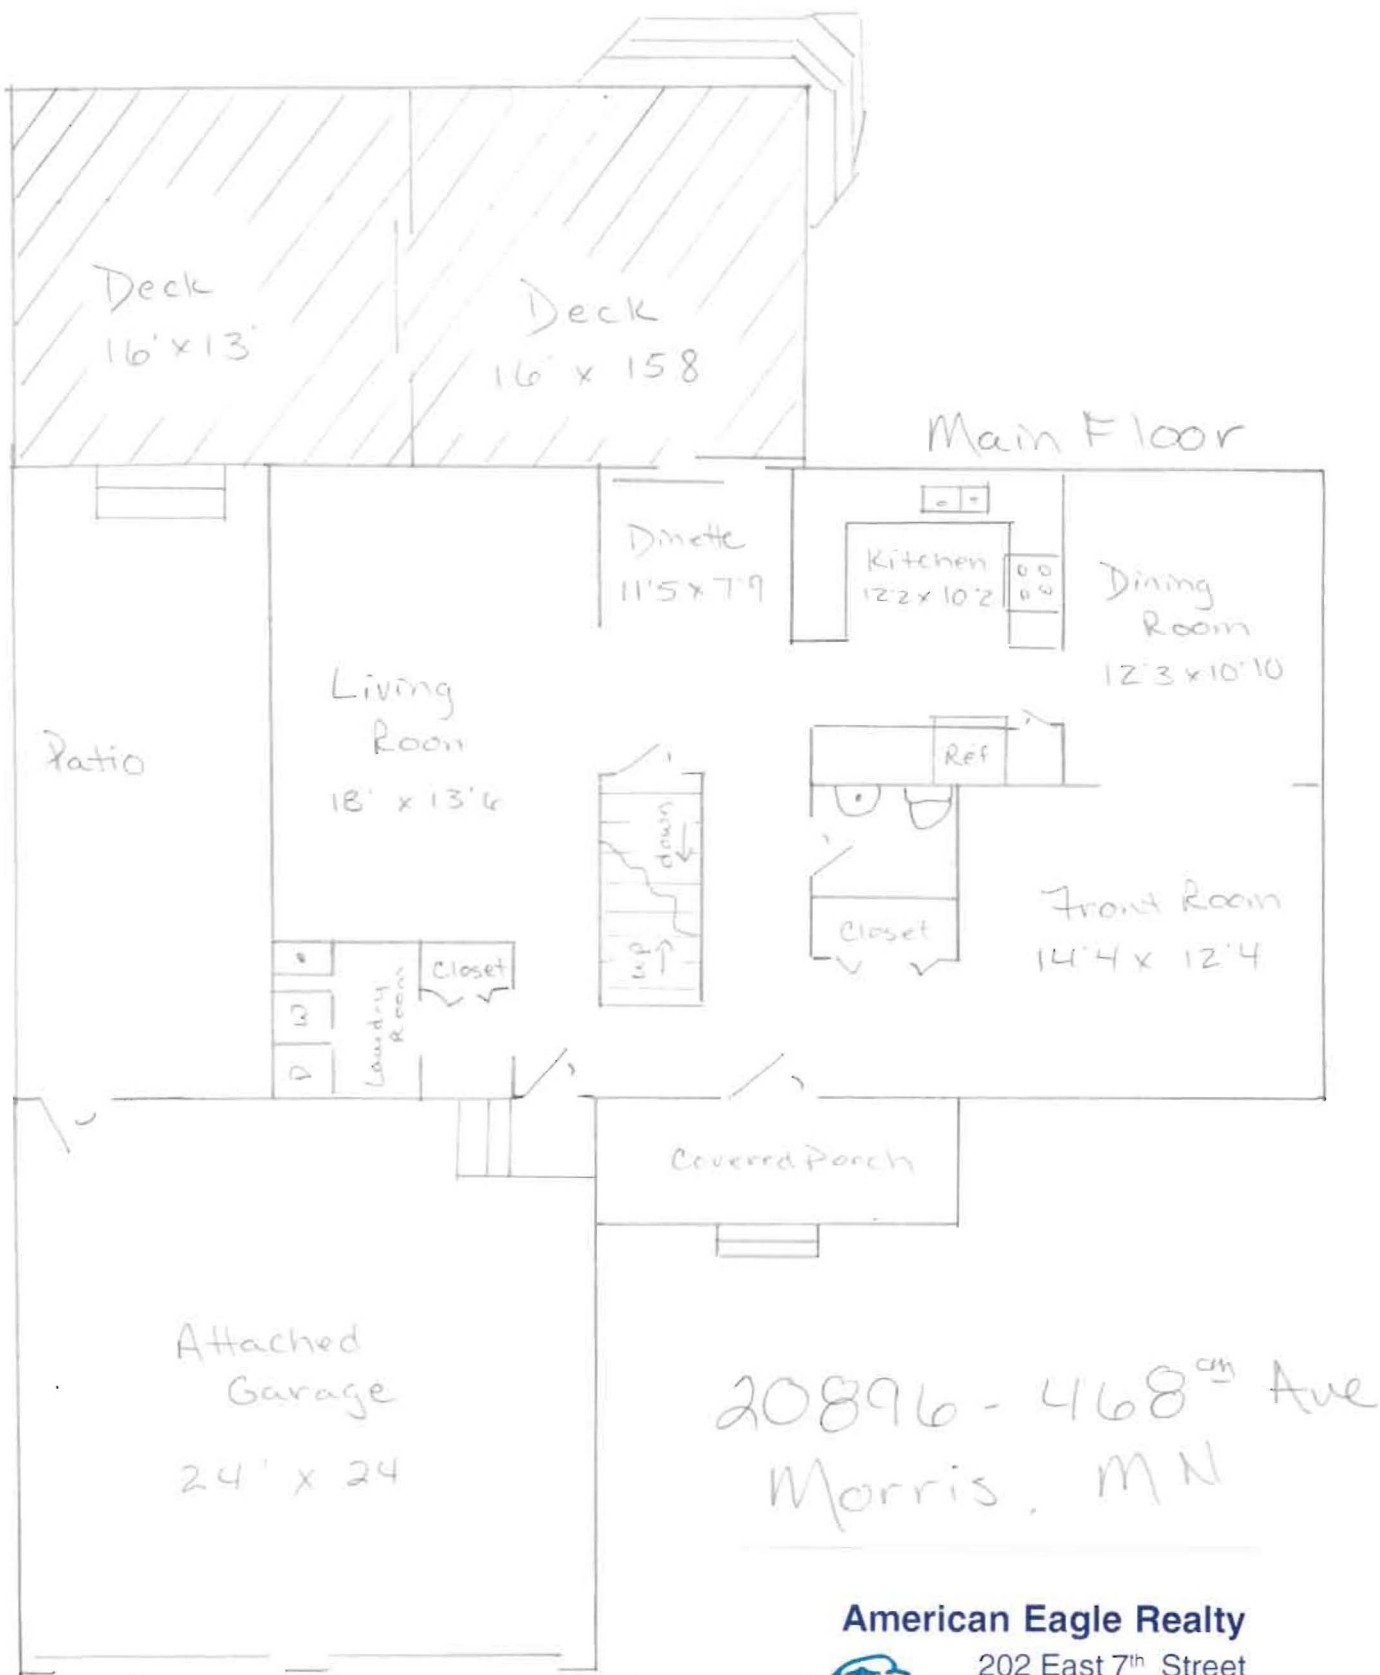 Deck
16' x 13'
Deck
16' x 15'8
Main Floor
Dinette
11'5 x 7'7
Kitchen
12'2 x 10'2
Dining
Room
12'3 x 10'10
Living
Room
18' x 13'6
Patio
Ref
down
up
Closet
Front Room
14'4 x 12'4
Closet
Laundry
Room
W
D
Covered Porch
Attached
Garage
24' x 24
20896 - 468th Ave
Morris, MN
American Eagle Realty
202 East 7th Street